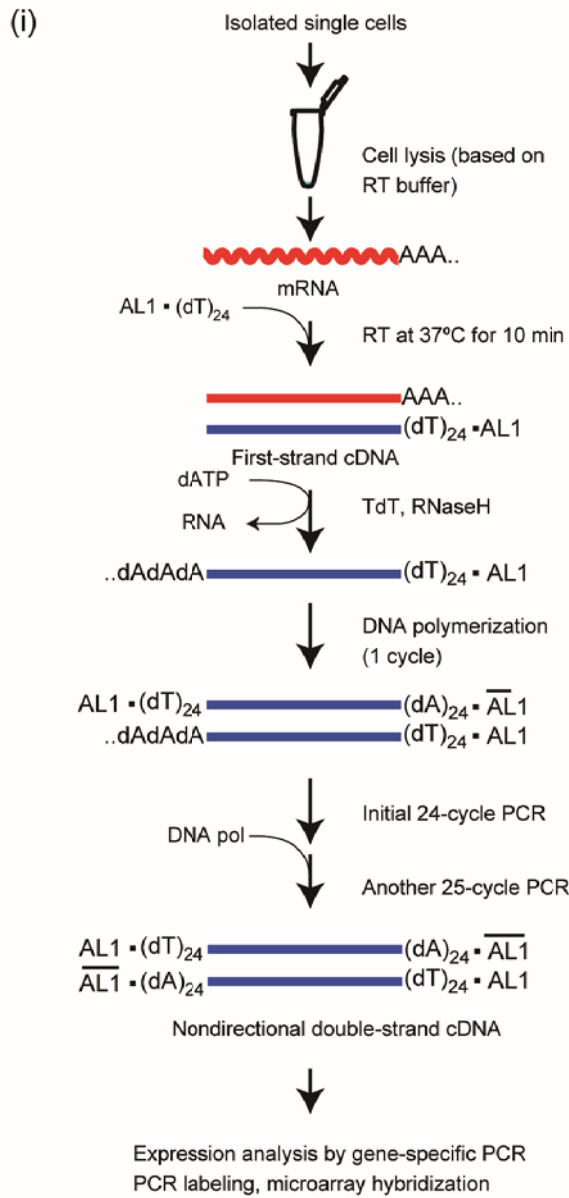 (i)
Isolated single cells
Cell lysis (based on
RT buffer)
AAA..
mRNA
AL1▪(dT)₂₄
RT at 37ºC for 10 min
AAA..
(dT)₂₄▪AL1
First-strand cDNA
dATP
TdT, RNaseH
RNA
..dAdAdA (dT)₂₄▪AL1
DNA polymerization
(1 cycle)
AL1▪(dT)₂₄ (dA)₂₄▪A̅L̅1
..dAdAdA (dT)₂₄▪AL1
Initial 24-cycle PCR
DNA pol
Another 25-cycle PCR
AL1▪(dT)₂₄ (dA)₂₄▪A̅L̅1̅
A̅L̅1̅▪(dA)₂₄ (dT)₂₄▪AL1
Nondirectional double-strand cDNA
Expression analysis by gene-specific PCR
PCR labeling, microarray hybridization